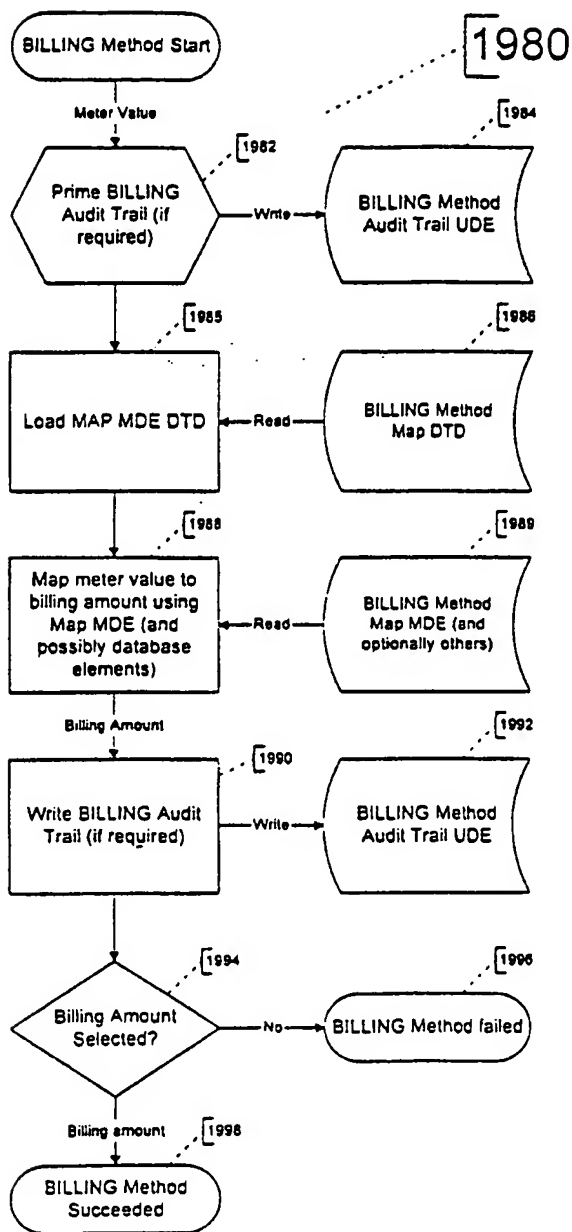 BILLING Method Start
1980
Meter Value
1984
1982
Prime BILLING
Audit Trail (if
required)
Write
BILLING Method
Audit Trail UDE
1985
1986
Load MAP MDE DTD
Read
BILLING Method
Map DTD
1988
1989
Map meter value to
billing amount using
Map MDE (and
possibly database
elements)
Read
BILLING Method
Map MDE (and
optionally others)
Billing Amount
1992
1990
Write BILLING Audit
Trail (if required)
Write
BILLING Method
Audit Trail UDE
1994
1996
Billing Amount
Selected?
No
BILLING Method failed
Billing amount
1998
BILLING Method
Succeeded